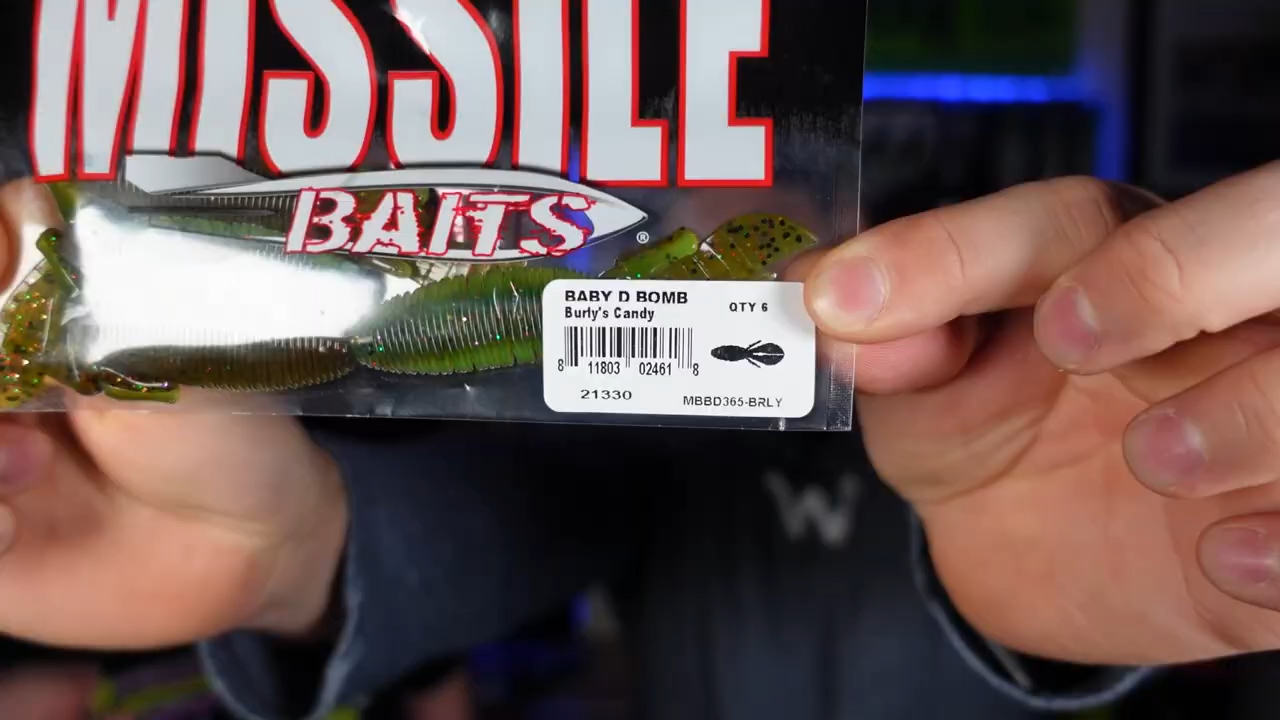 MISSILE
BAITS
®
BABY D BOMB
Burly's Candy
QTY 6
8 11803 02461 8
21330
MBBD365-BRLY
W